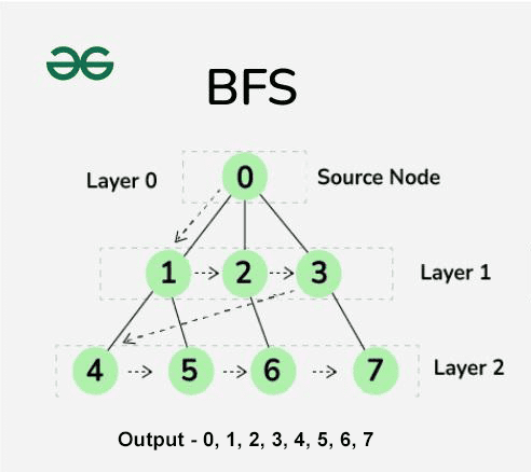 BFS
Layer 0
0
Source Node
1
2
3
Layer 1
4
5
6
7
Layer 2
Output - 0, 1, 2, 3, 4, 5, 6, 7